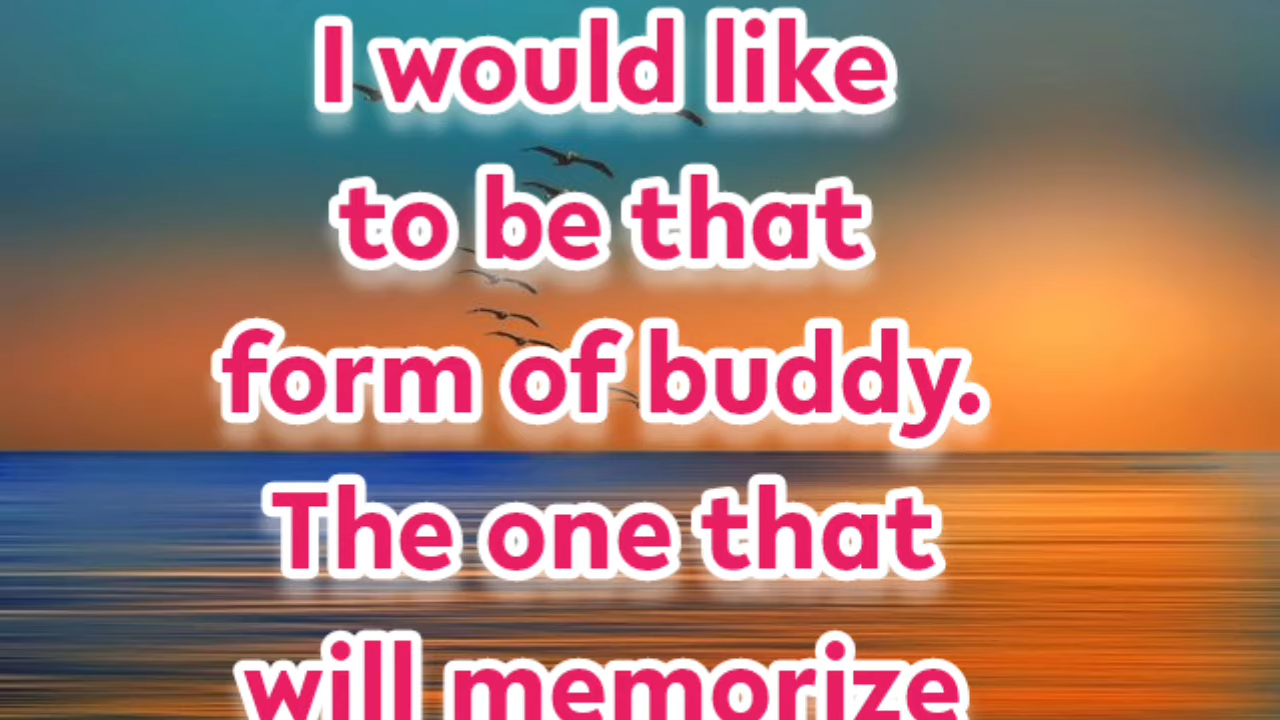 I would like
to be that
form of buddy.
The one that
will memorize